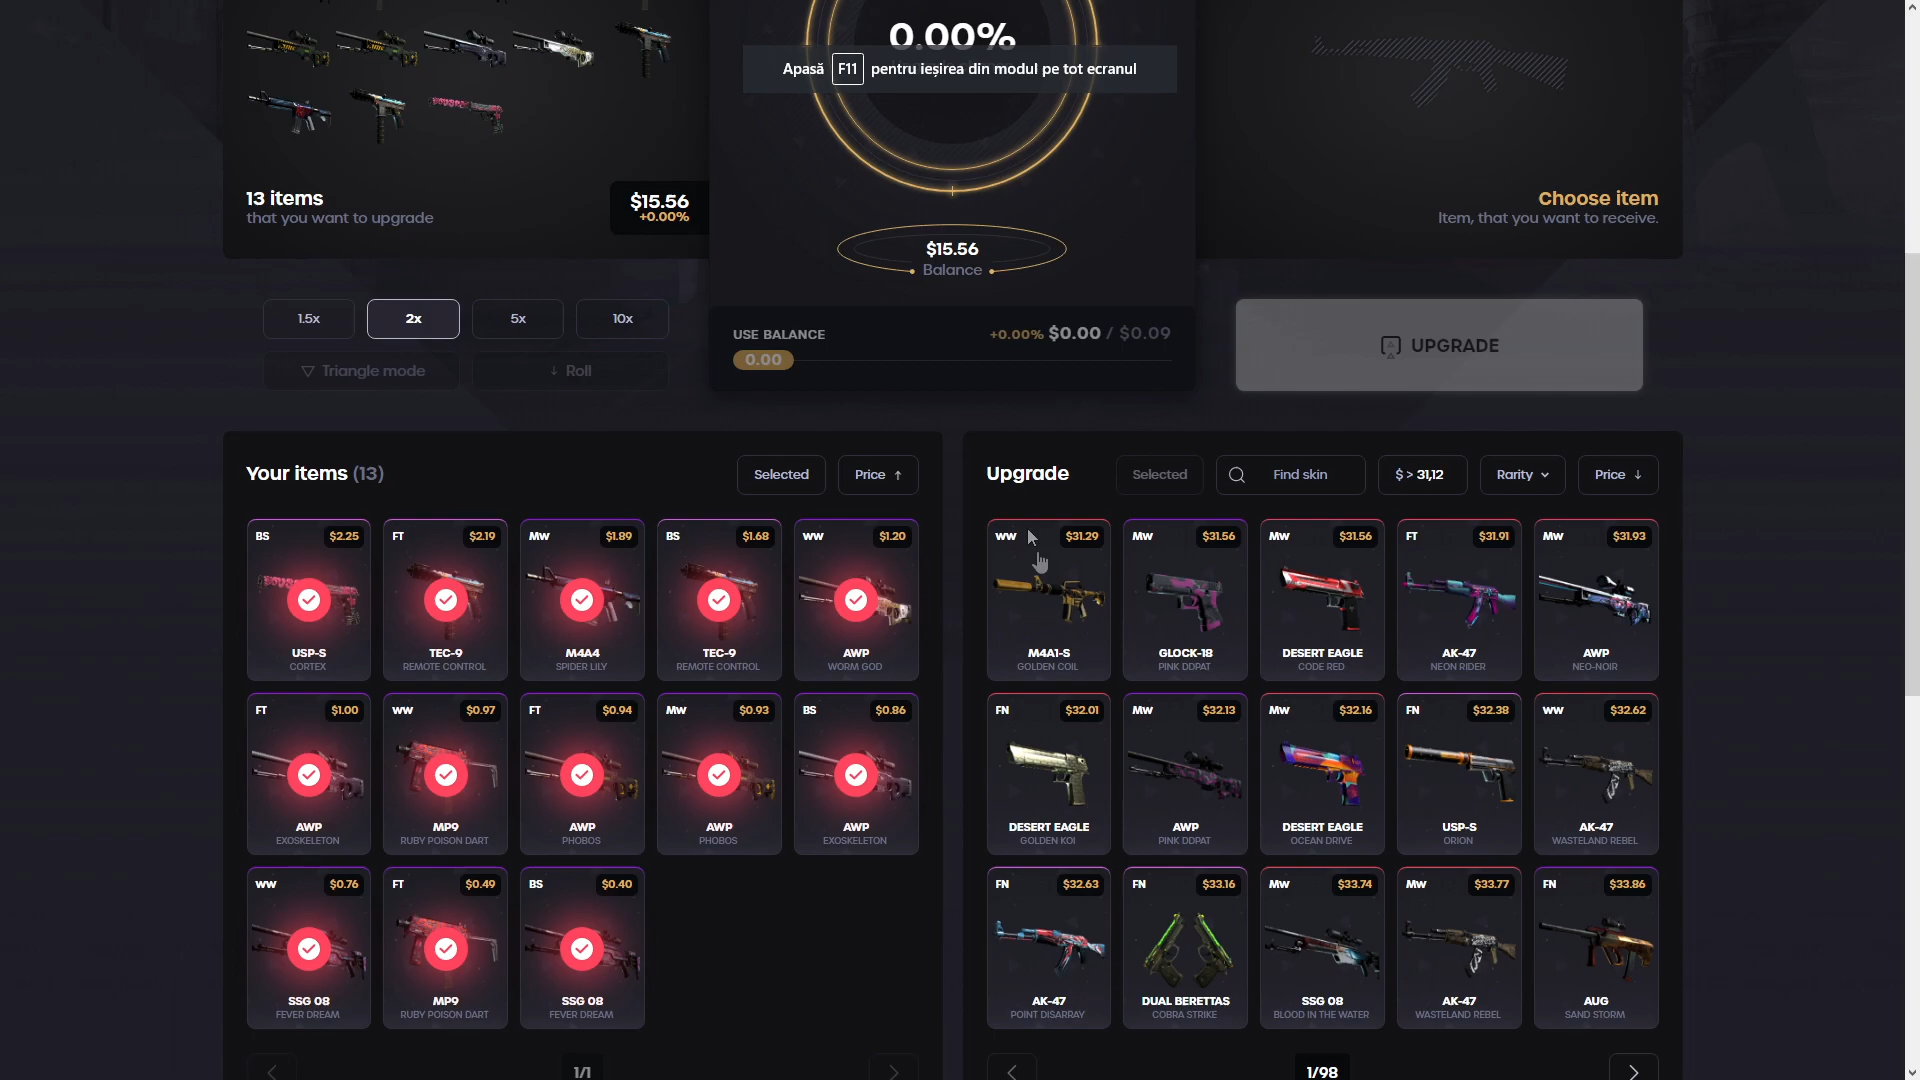 0.00%
Apasă F11 pentru ieșirea din modul pe tot ecranul
13 items
that you want to upgrade
$15.56
+0.00%
$15.56
Balance
Choose item
Item, that you want to receive.
1.5x
2x
5x
10x
Triangle mode
Roll
USE BALANCE
+0.00% $0.00 / $0.09
0.00
UPGRADE
Your items (13)
Selected
Price
BS $2.25
USP-S
CORTEX
FT $2.19
TEC-9
REMOTE CONTROL
MW $1.89
M4A4
SPIDER LILY
BS $1.68
TEC-9
REMOTE CONTROL
WW $1.20
AWP
WORM GOD
FT $1.00
AWP
EXOSKELETON
WW $0.97
MP9
RUBY POISON DART
FT $0.94
AWP
PHOBOS
MW $0.93
AWP
PHOBOS
BS $0.86
AWP
EXOSKELETON
WW $0.76
SSG 08
FEVER DREAM
FT $0.49
MP9
RUBY POISON DART
BS $0.40
SSG 08
FEVER DREAM
1/1
Upgrade
Selected
Find skin
$ > 31,12
Rarity
Price
WW $31.29
M4A1-S
GOLDEN COIL
MW $31.56
GLOCK-18
PINK DDPAT
MW $31.56
DESERT EAGLE
CODE RED
FT $31.91
AK-47
NEON RIDER
MW $31.93
AWP
NEO-NOIR
FN $32.01
DESERT EAGLE
GOLDEN KOI
MW $32.13
AWP
PINK DDPAT
MW $32.16
DESERT EAGLE
OCEAN DRIVE
FN $32.38
USP-S
ORION
WW $32.62
AK-47
WASTELAND REBEL
FN $32.63
AK-47
POINT DISARRAY
FN $33.16
DUAL BERETTAS
COBRA STRIKE
MW $33.74
SSG 08
BLOOD IN THE WATER
MW $33.77
AK-47
WASTELAND REBEL
FN $33.86
AUG
SAND STORM
1/98